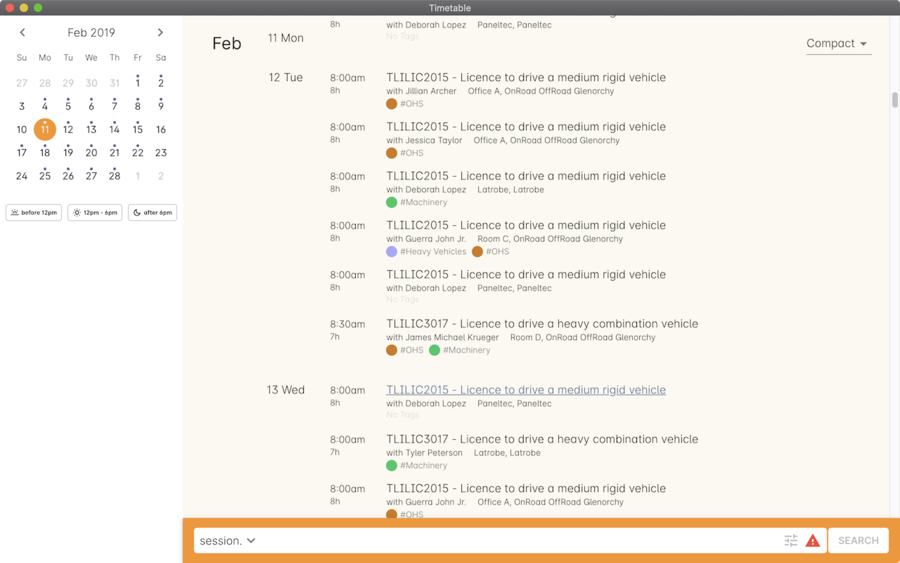 Timetable
Feb 2019
Su Mo Tu We Th Fr Sa
27 28 29 30 31 1 2
3 4 5 6 7 8 9
10 11 12 13 14 15 16
17 18 19 20 21 22 23
24 25 26 27 28 1 2
before 12pm 12pm - 6pm after 6pm
Feb
11 Mon
Compact
8h with Deborah Lopez Paneltec, Paneltec
No Tags
12 Tue
8:00am TLILIC2015 - Licence to drive a medium rigid vehicle
8h with Jillian Archer Office A, OnRoad OffRoad Glenorchy
#OHS
8:00am TLILIC2015 - Licence to drive a medium rigid vehicle
8h with Jessica Taylor Office A, OnRoad OffRoad Glenorchy
#OHS
8:00am TLILIC2015 - Licence to drive a medium rigid vehicle
8h with Deborah Lopez Latrobe, Latrobe
#Machinery
8:00am TLILIC2015 - Licence to drive a medium rigid vehicle
8h with Guerra John Jr. Room C, OnRoad OffRoad Glenorchy
#Heavy Vehicles #OHS
8:00am TLILIC2015 - Licence to drive a medium rigid vehicle
8h with Deborah Lopez Paneltec, Paneltec
No Tags
8:30am TLILIC3017 - Licence to drive a heavy combination vehicle
7h with James Michael Krueger Room D, OnRoad OffRoad Glenorchy
#OHS #Machinery
13 Wed
8:00am TLILIC2015 - Licence to drive a medium rigid vehicle
8h with Deborah Lopez Paneltec, Paneltec
No Tags
8:00am TLILIC3017 - Licence to drive a heavy combination vehicle
7h with Tyler Peterson Latrobe, Latrobe
#Machinery
8:00am TLILIC2015 - Licence to drive a medium rigid vehicle
8h with Guerra John Jr. Office A, OnRoad OffRoad Glenorchy
#OHS
session.
SEARCH